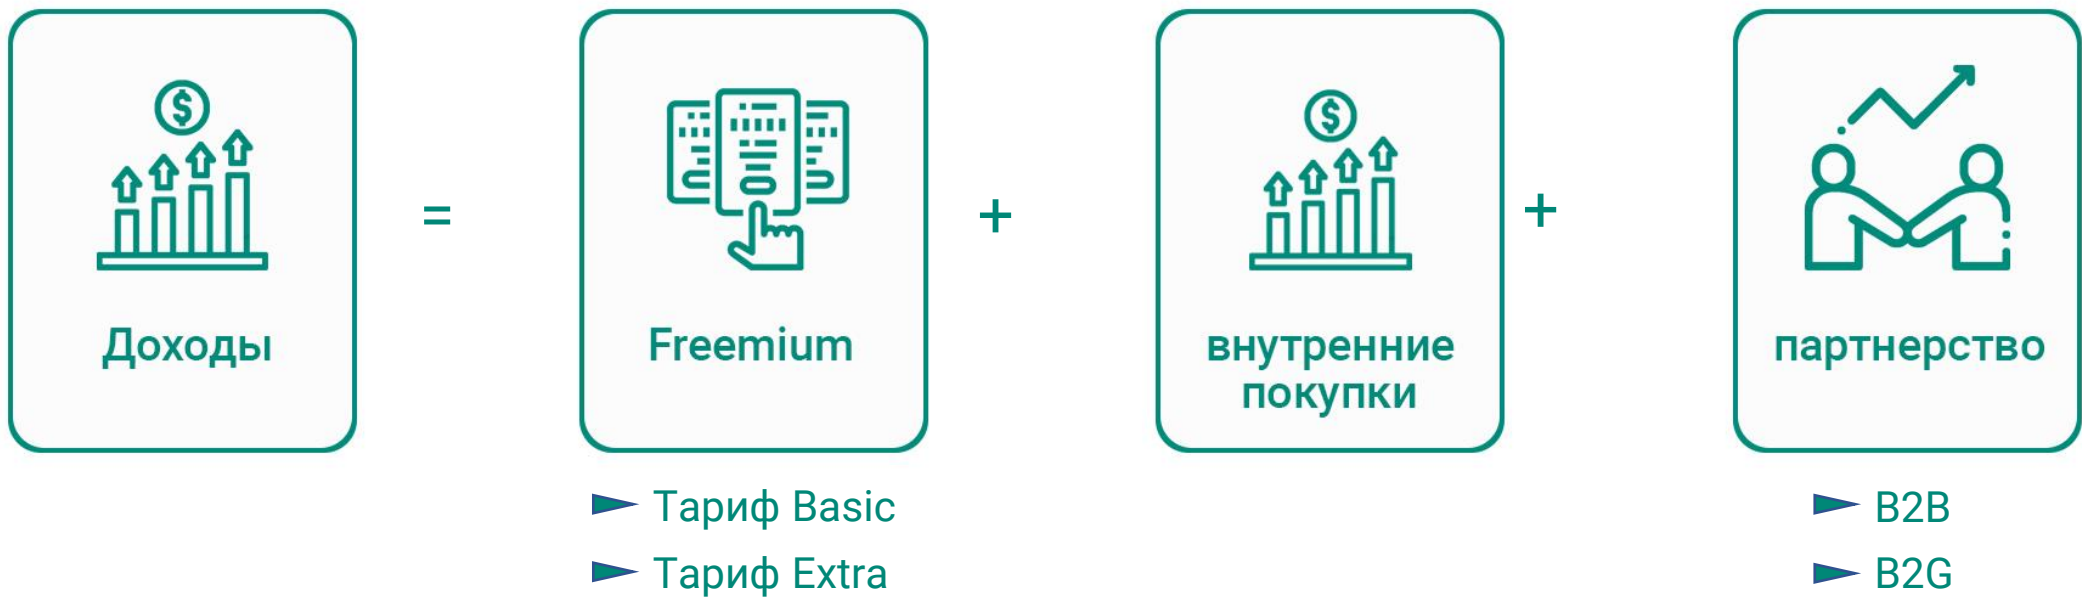 Доходы
=
Freemium
+
внутренние
покупки
+
партнерство
Тариф Basic
Тариф Extra
B2B
B2G